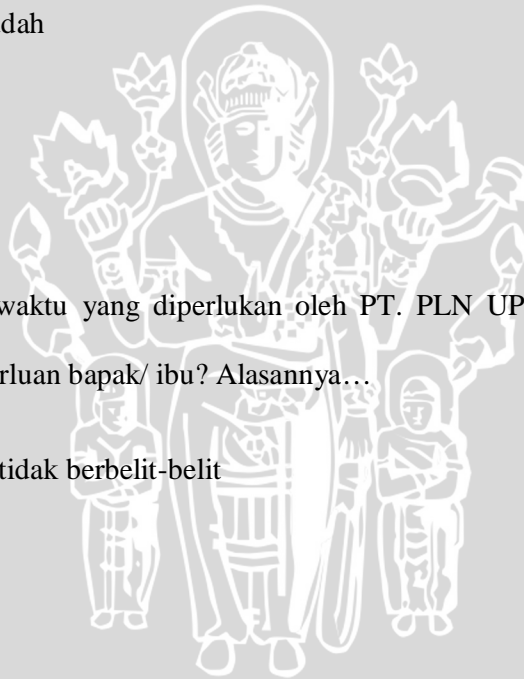 dah
waktu yang diperlukan oleh PT. PLN UP
rluan bapak/ ibu? Alasannya…
tidak berbelit-belit